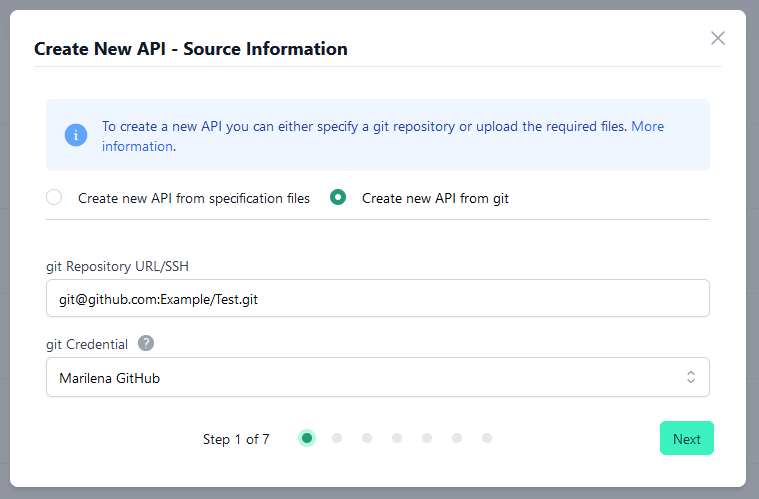 Create New API - Source Information
To create a new API you can either specify a git repository or upload the required files. More
information.
Create new API from specification files
Create new API from git
git Repository URL/SSH
git@github.com:Example/Test.git
git Credential ?
Marilena GitHub
Step 1 of 7
Next